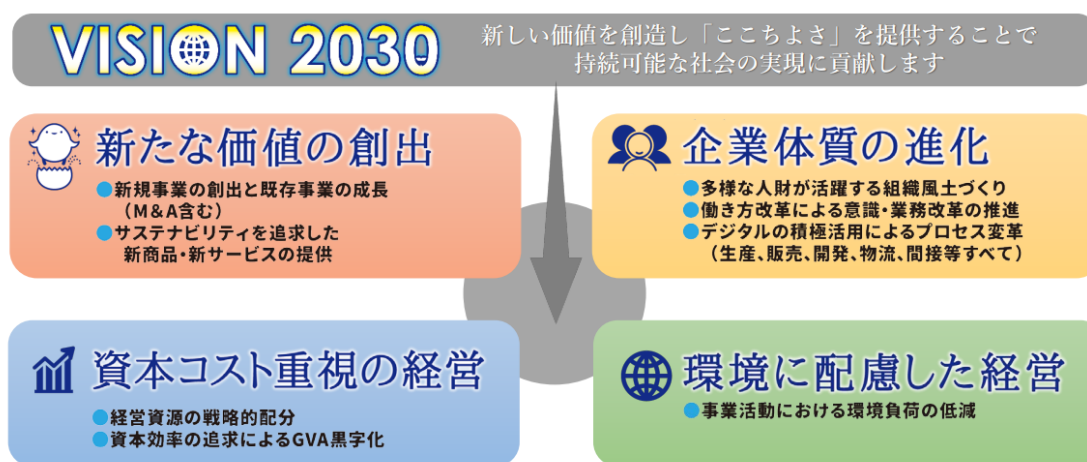 VISION 2030
新しい価値を創造し「ここちよさ」を提供することで
持続可能な社会の実現に貢献します
新たな価値の創出
●新規事業の創出と既存事業の成長
（M＆A含む）
●サステナビリティを追求した
新商品・新サービスの提供
企業体質の進化
●多様な人財が活躍する組織風土づくり
●働き方改革による意識・業務改革の推進
●デジタルの積極活用によるプロセス変革
（生産、販売、開発、物流、間接等すべて）
資本コスト重視の経営
●経営資源の戦略的配分
●資本効率の追求によるGVA黒字化
環境に配慮した経営
●事業活動における環境負荷の低減